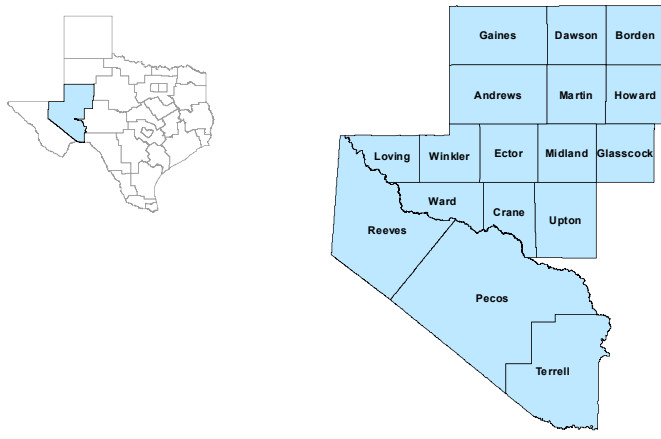 Gaines Dawson Borden
Andrews Martin Howard
Loving Winkler Ector Midland Glasscock
Ward Crane Upton
Reeves
Pecos
Terrell